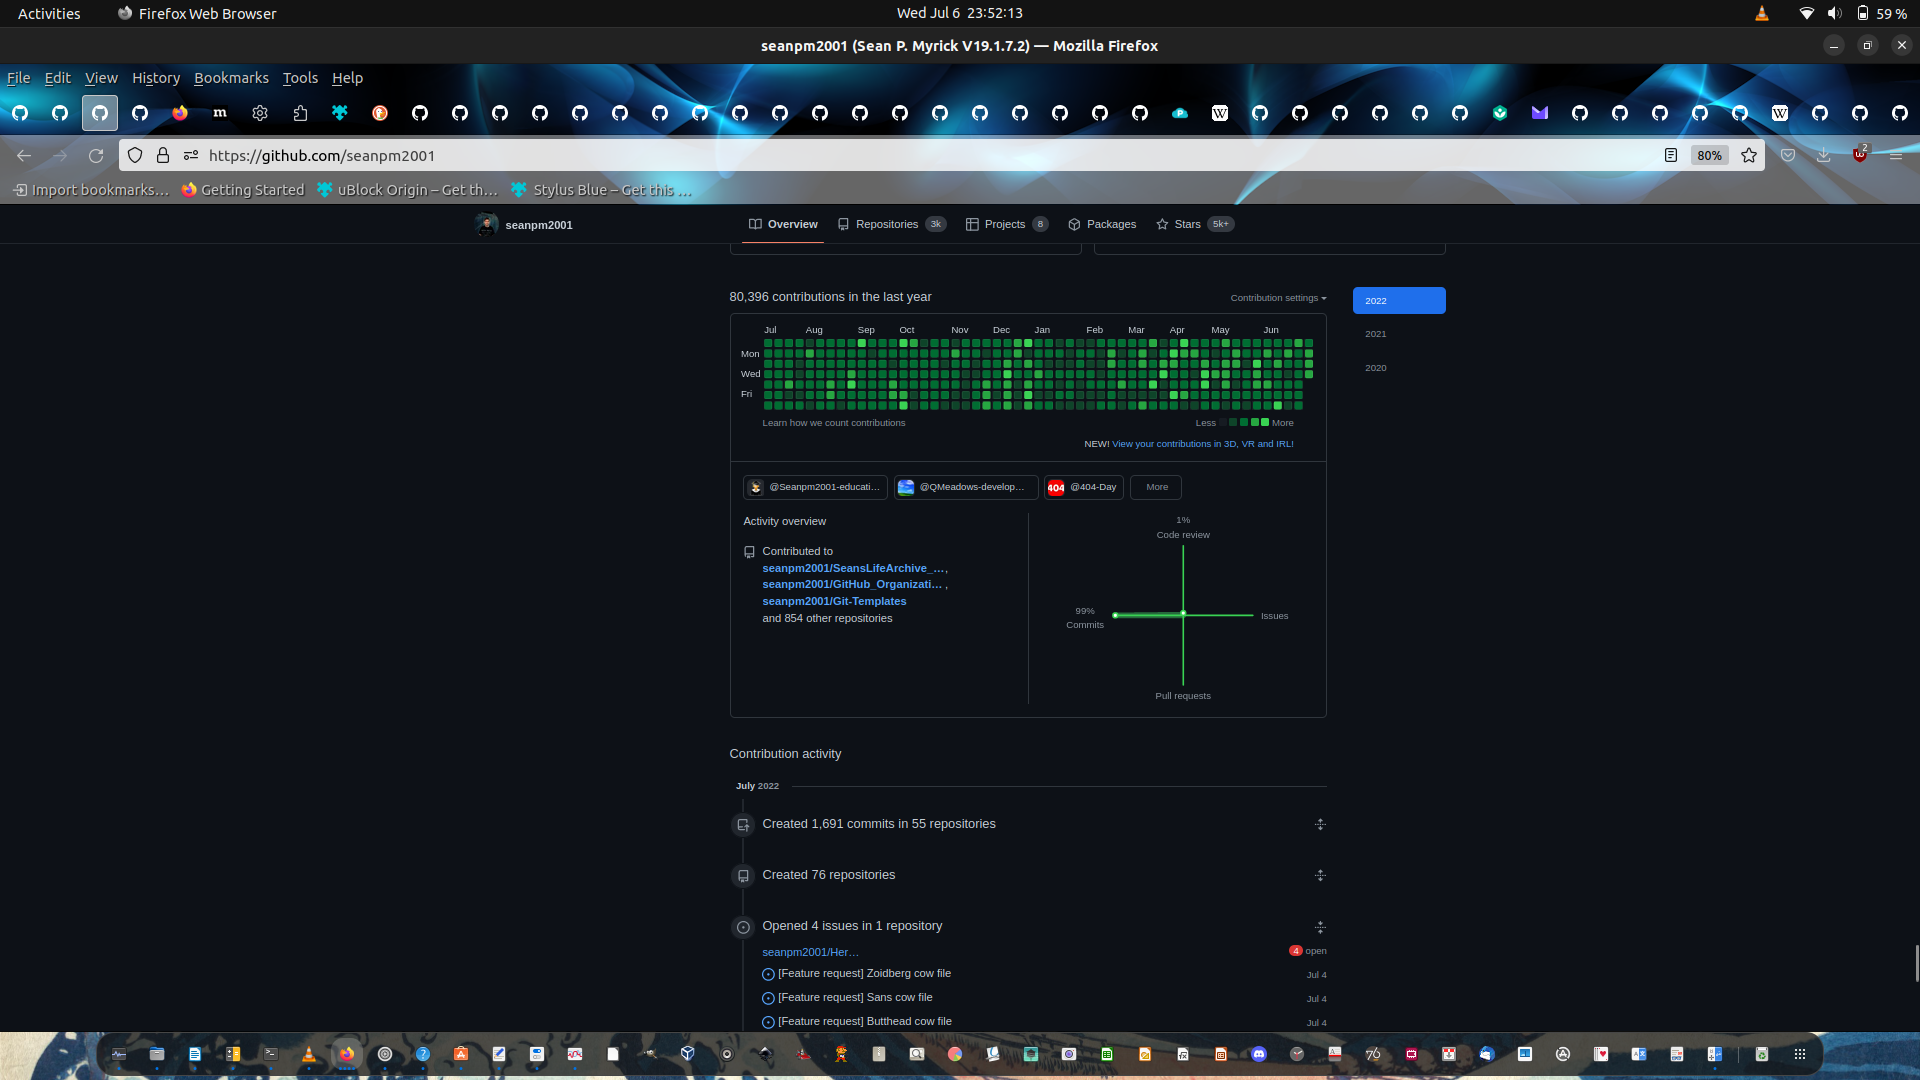 Activities
Firefox Web Browser
Wed Jul 6 23:52:13
59 %
seanpm2001 (Sean P. Myrick V19.1.7.2) — Mozilla Firefox
File Edit View History Bookmarks Tools Help
https://github.com/seanpm2001
80%
2
Import bookmarks…
Getting Started
uBlock Origin – Get th…
Stylus Blue – Get this …
seanpm2001
Overview
Repositories 3k
Projects 8
Packages
Stars 5k+
80,396 contributions in the last year
Contribution settings
2022
2021
2020
Jul Aug Sep Oct Nov Dec Jan Feb Mar Apr May Jun
Mon
Wed
Fri
Learn how we count contributions
Less More
NEW! View your contributions in 3D, VR and IRL!
@Seanpm2001-educati…
@QMeadows-develop…
404 @404-Day
More
Activity overview
Contributed to
seanpm2001/SeansLifeArchive_…,
seanpm2001/GitHub_Organizati… ,
seanpm2001/Git-Templates
and 854 other repositories
1%
Code review
99%
Commits
Issues
Pull requests
Contribution activity
July 2022
Created 1,691 commits in 55 repositories
Created 76 repositories
Opened 4 issues in 1 repository
seanpm2001/Her…
4 open
[Feature request] Zoidberg cow file
Jul 4
[Feature request] Sans cow file
Jul 4
[Feature request] Butthead cow file
Jul 4